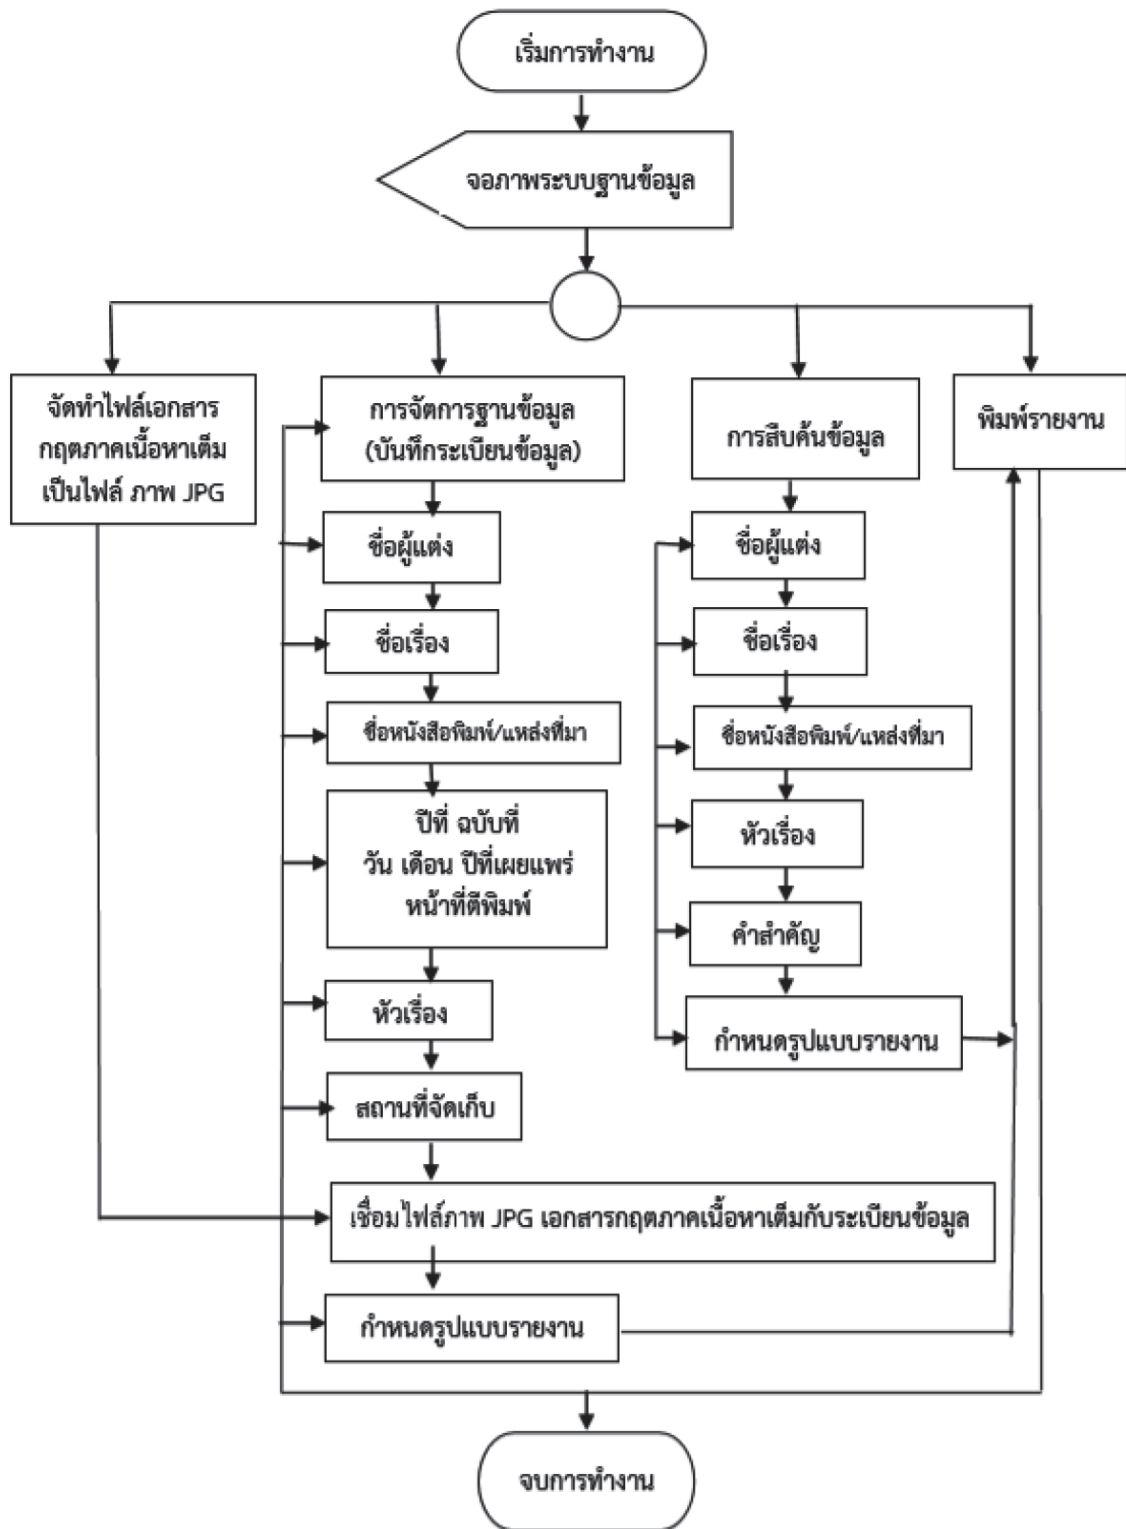 เริ่มการทำงาน
จอภาพระบบฐานข้อมูล
จัดทำไฟล์เอกสาร
กฤตภาคเนื้อหาเต็ม
เป็นไฟล์ ภาพ JPG
การจัดการฐานข้อมูล
(บันทึกระเบียนข้อมูล)
ชื่อผู้แต่ง
ชื่อเรื่อง
ชื่อหนังสือพิมพ์/แหล่งที่มา
ปีที่ ฉบับที่
วัน เดือน ปีที่เผยแพร่
หน้าที่ตีพิมพ์
หัวเรื่อง
สถานที่จัดเก็บ
เชื่อมไฟล์ภาพ JPG เอกสารกฤตภาคเนื้อหาเต็มกับระเบียนข้อมูล
กำหนดรูปแบบรายงาน
การสืบค้นข้อมูล
ชื่อผู้แต่ง
ชื่อเรื่อง
ชื่อหนังสือพิมพ์/แหล่งที่มา
หัวเรื่อง
คำสำคัญ
กำหนดรูปแบบรายงาน
พิมพ์รายงาน
จบการทำงาน